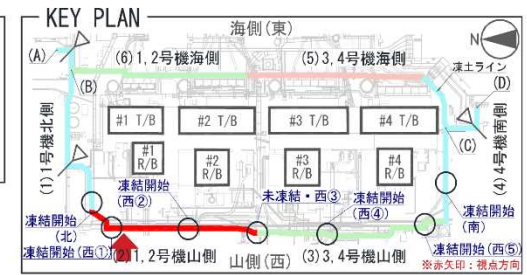 KEY PLAN
海側(東)
N
(A)
(6)1,2号機海側
(5)3,4号機海側
凍土ライン
(B)
(D)
(1)1号機北側
#1 T/B
#2 T/B
#3 T/B
#4 T/B
(C)
(4)4号機南側
#1
R/B
#2
R/B
#3
R/B
#4
R/B
凍結開始
(西②)
未凍結・西③
凍結開始
(西④)
凍結開始
(南)
凍結開始
(北)
凍結開始(西①)
(2)1,2号機山側
山側(西)
(3)3,4号機山側
凍結開始(西⑤)
※赤矢印:視点方向